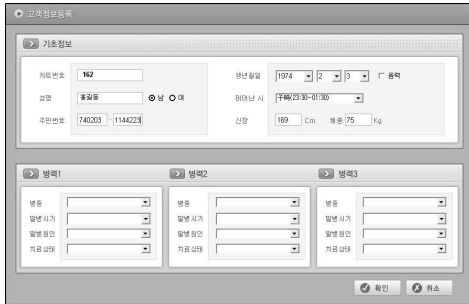 고객정보등록
기초정보
차트번호 162
생년월일 1974 2 3 음력
성명 홍길동 남 여
태어난 시 子時(23:30~01:30)
주민번호 740203 - 1144223
신장 169 Cm 체중 75 Kg
병력1 병력2 병력3
병증 병증 병증
발병시기 발병시기 발병시기
발병원인 발병원인 발병원인
치료상태 치료상태 치료상태
확인 취소